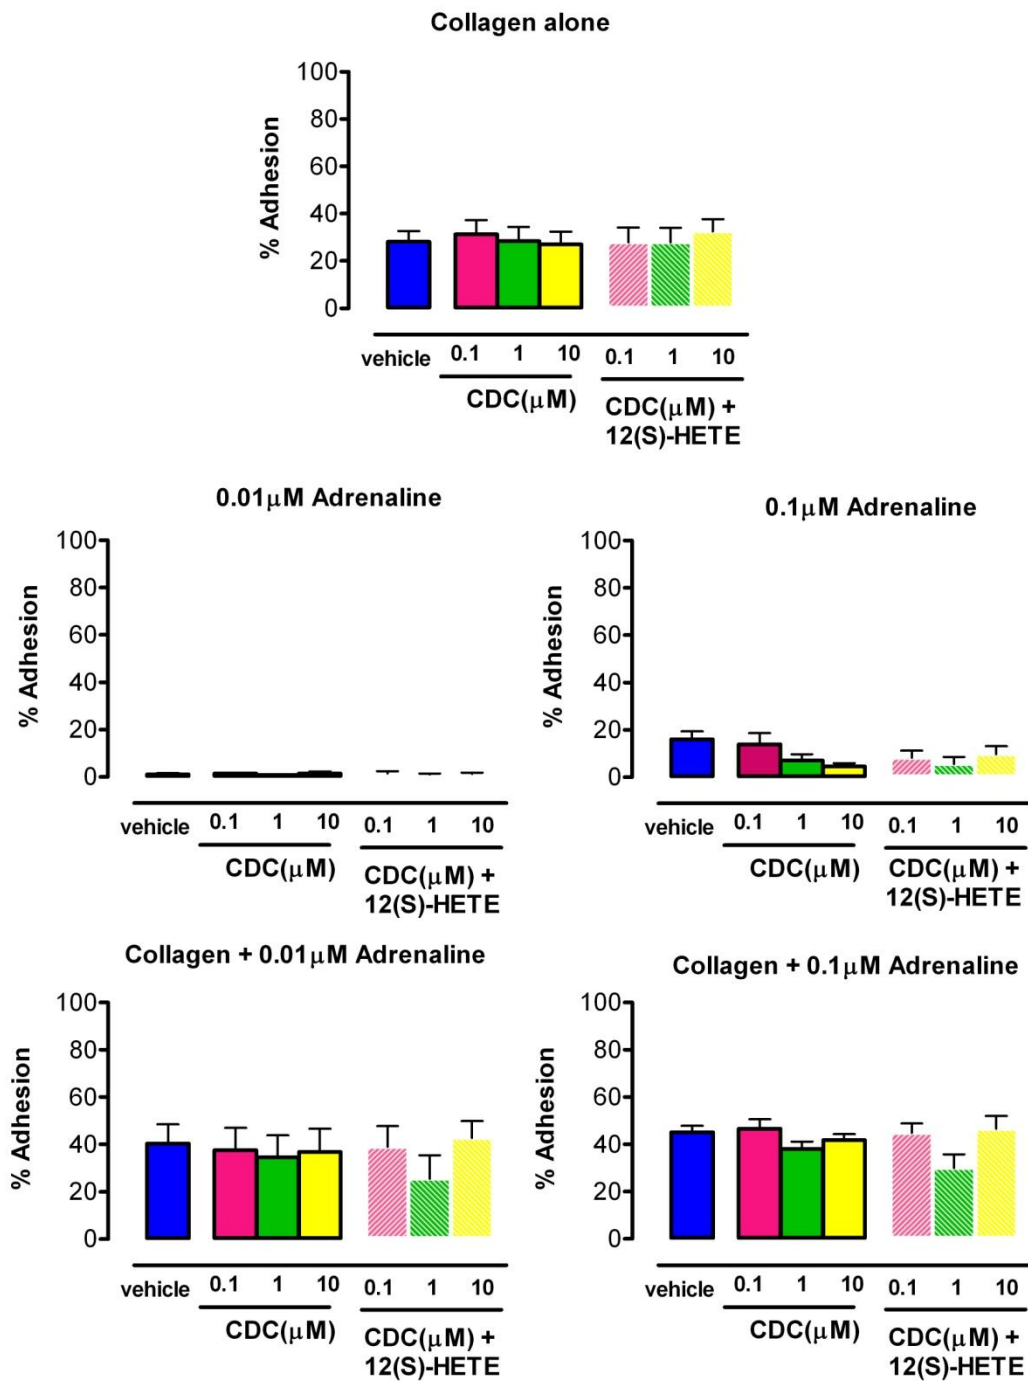 Collagen alone
% Adhesion
100
80
60
40
20
0
vehicle 0.1 1 10 0.1 1 10
CDC(μM) CDC(μM) +
12(S)-HETE
0.01μM Adrenaline
% Adhesion
100
80
60
40
20
0
vehicle 0.1 1 10 0.1 1 10
CDC(μM) CDC(μM) +
12(S)-HETE
0.1μM Adrenaline
% Adhesion
100
80
60
40
20
0
vehicle 0.1 1 10 0.1 1 10
CDC(μM) CDC(μM) +
12(S)-HETE
Collagen + 0.01μM Adrenaline
% Adhesion
100
80
60
40
20
0
vehicle 0.1 1 10 0.1 1 10
CDC(μM) CDC(μM) +
12(S)-HETE
Collagen + 0.1μM Adrenaline
% Adhesion
100
80
60
40
20
0
vehicle 0.1 1 10 0.1 1 10
CDC(μM) CDC(μM) +
12(S)-HETE